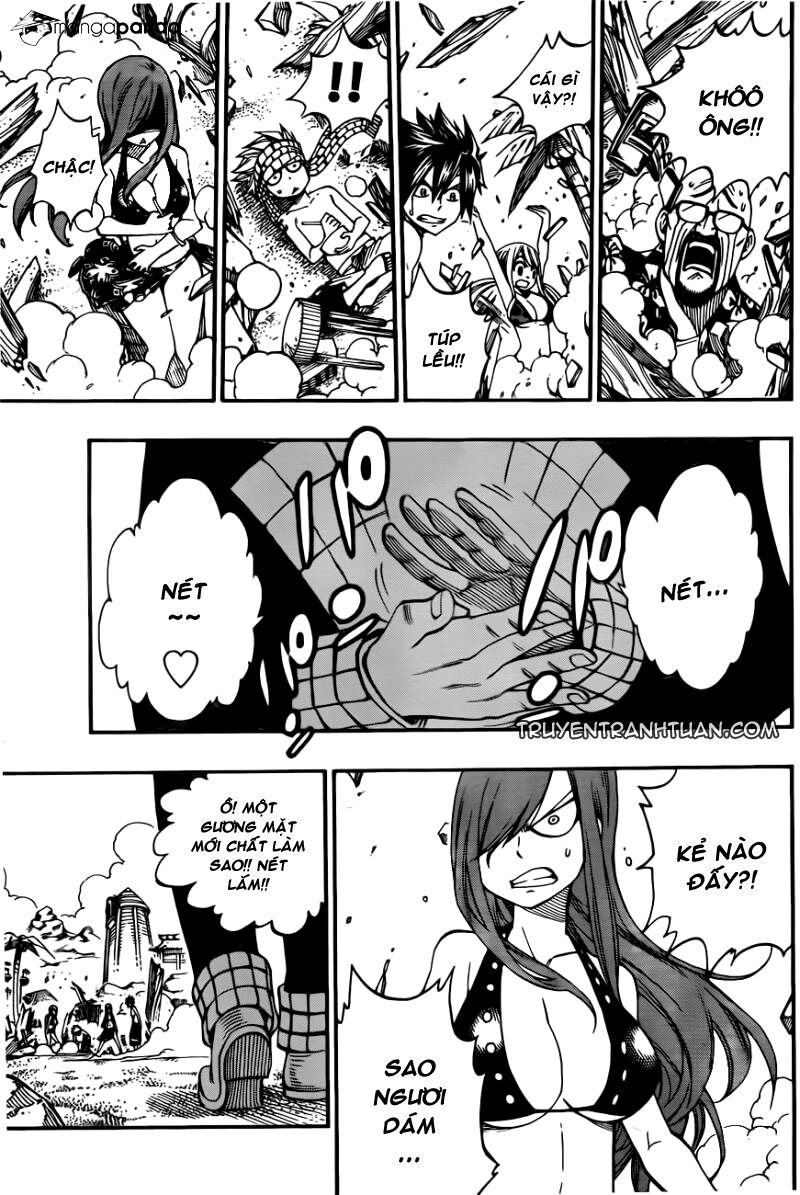 mangapanda
KHÔÔ
ÔNG!!
CÁI GÌ
VẬY?!
TÚP
LỀU!!
!!
CHẬC!
NÉT...
NÉT
~~
♡
TRUYENTRANHTUAN.COM
KẺ NÀO
ĐẤY?!
SAO
NGƯƠI
DÁM
...
Ồ! MỘT
GƯƠNG MẶT
MỚI CHẤT LÀM
SAO!! NÉT
LẮM!!